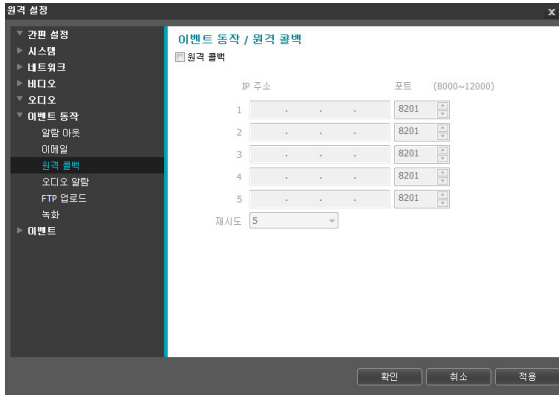 원격 설정 x
간편 설정
시스템
네트워크
비디오
오디오
이벤트 동작
알람 아웃
이메일
원격 콜백
오디오 알람
FTP 업로드
녹화
이벤트
이벤트 동작 / 원격 콜백
원격 콜백
IP 주소 포트 (8000~12000)
1 . . . 8201
2 . . . 8201
3 . . . 8201
4 . . . 8201
5 . . . 8201
재시도 5
확인 취소 적용